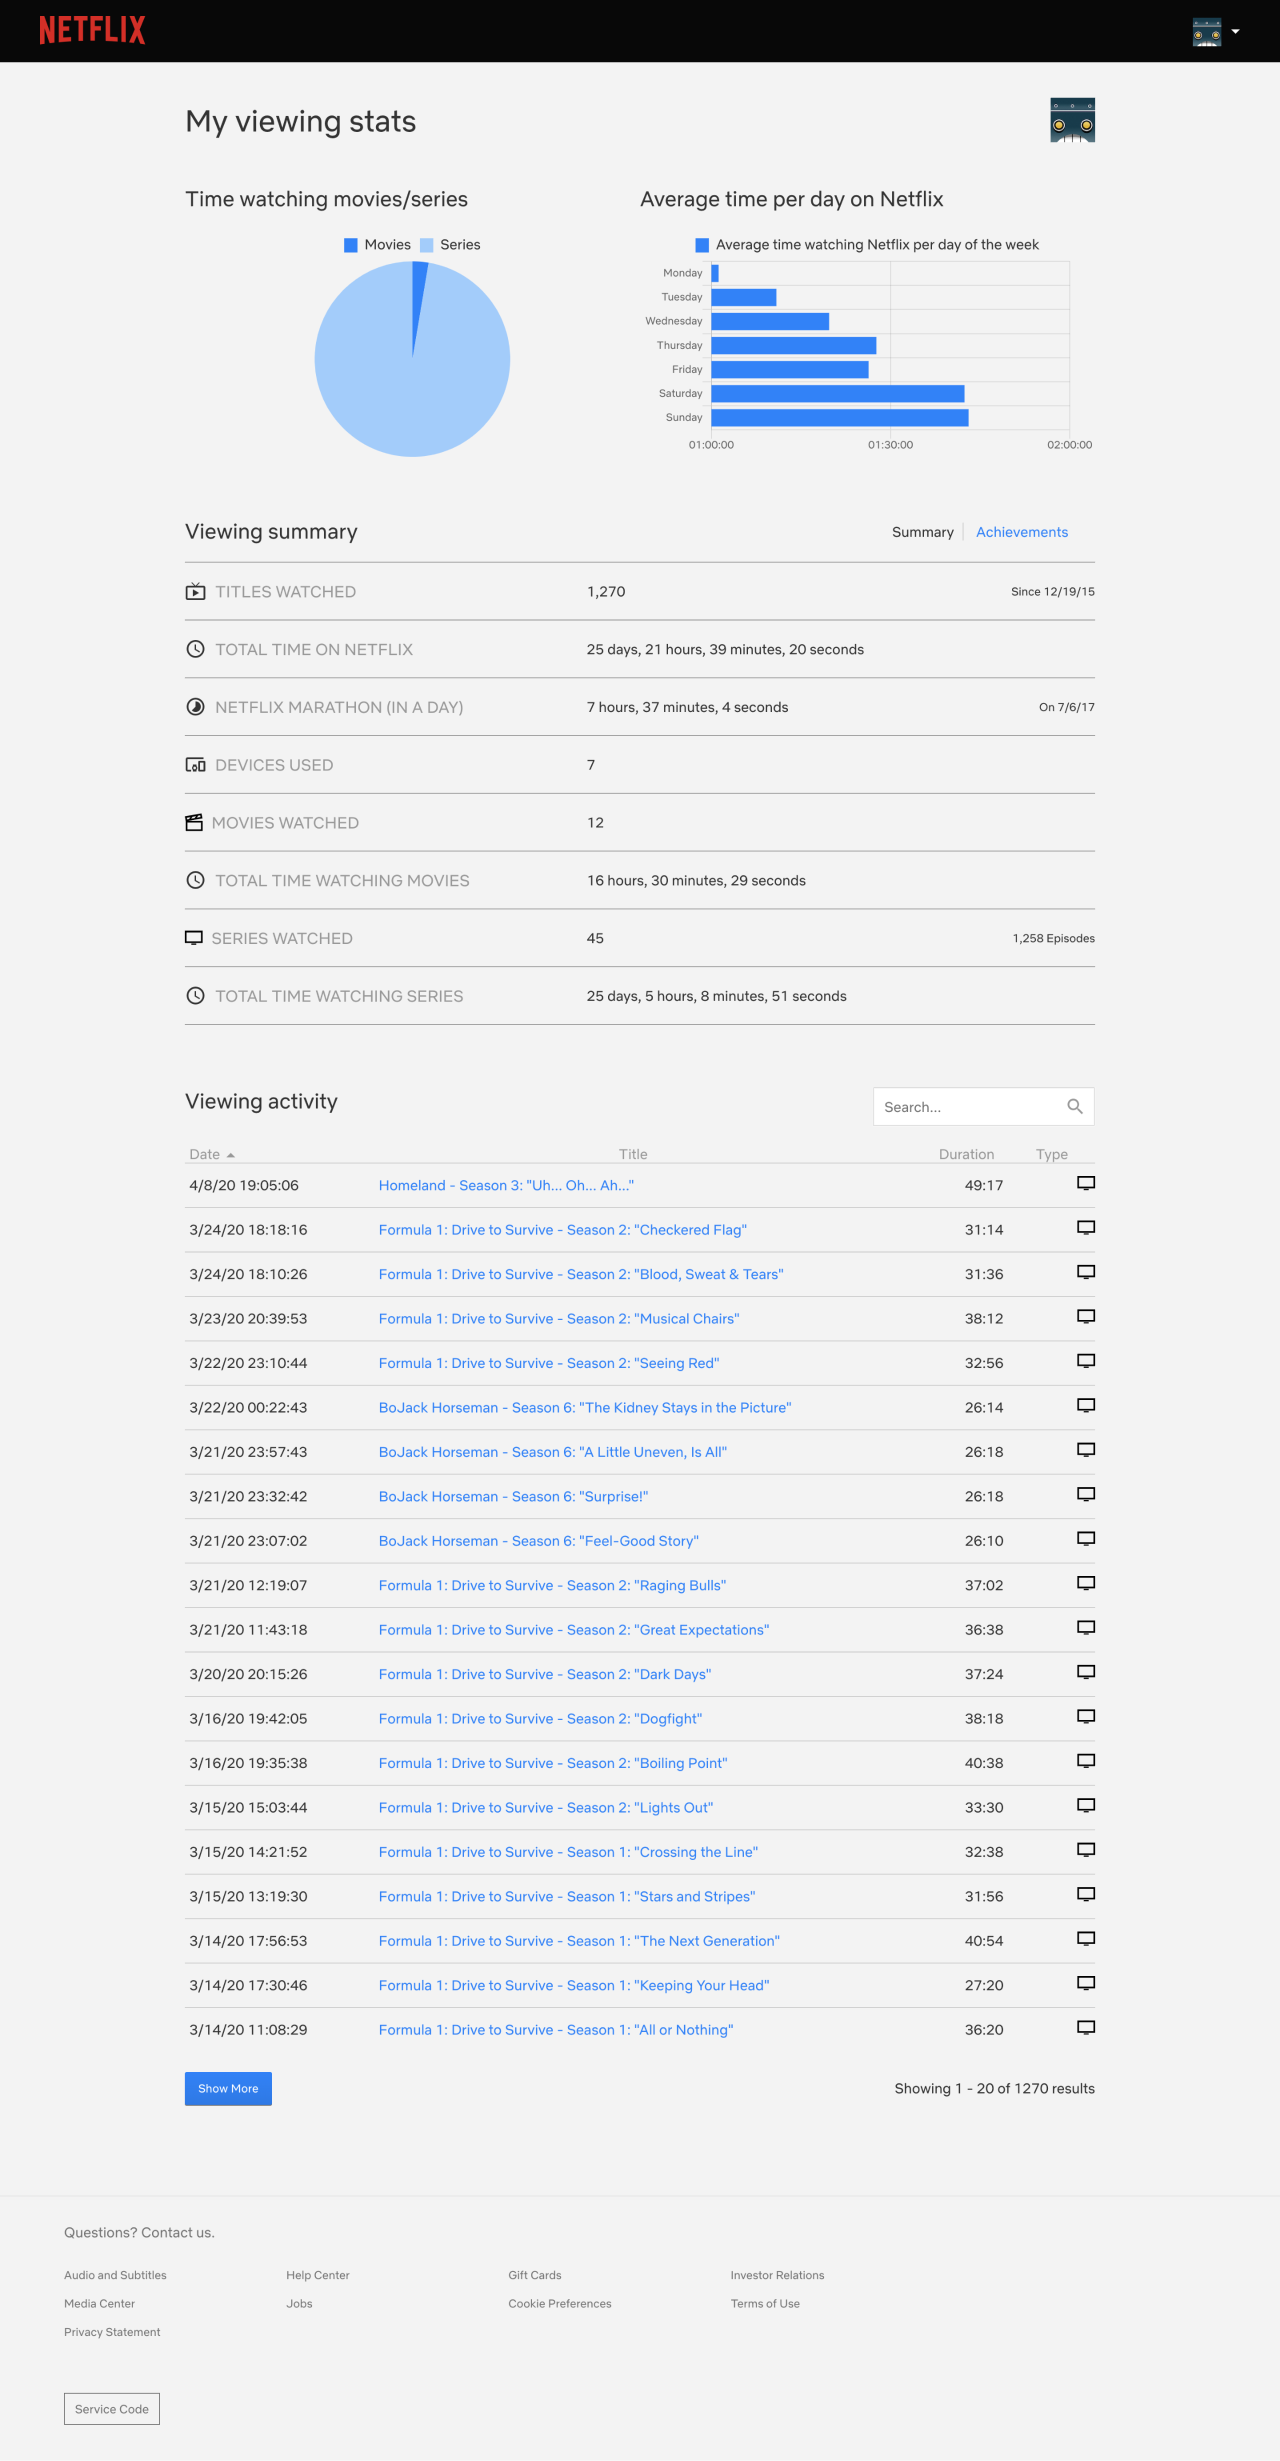 NETFLIX
My viewing stats
Time watching movies/series
Movies Series
Average time per day on Netflix
Average time watching Netflix per day of the week
Monday
Tuesday
Wednesday
Thursday
Friday
Saturday
Sunday
01:00:00 01:30:00 02:00:00
Viewing summary Summary Achievements
TITLES WATCHED 1,270 Since 12/19/15
TOTAL TIME ON NETFLIX 25 days, 21 hours, 39 minutes, 20 seconds
NETFLIX MARATHON (IN A DAY) 7 hours, 37 minutes, 4 seconds On 7/6/17
DEVICES USED 7
MOVIES WATCHED 12
TOTAL TIME WATCHING MOVIES 16 hours, 30 minutes, 29 seconds
SERIES WATCHED 45 1,258 Episodes
TOTAL TIME WATCHING SERIES 25 days, 5 hours, 8 minutes, 51 seconds
Viewing activity Search...
Date Title Duration Type
4/8/20 19:05:06 Homeland - Season 3: "Uh... Oh... Ah..." 49:17
3/24/20 18:18:16 Formula 1: Drive to Survive - Season 2: "Checkered Flag" 31:14
3/24/20 18:10:26 Formula 1: Drive to Survive - Season 2: "Blood, Sweat & Tears" 31:36
3/23/20 20:39:53 Formula 1: Drive to Survive - Season 2: "Musical Chairs" 38:12
3/22/20 23:10:44 Formula 1: Drive to Survive - Season 2: "Seeing Red" 32:56
3/22/20 00:22:43 BoJack Horseman - Season 6: "The Kidney Stays in the Picture" 26:14
3/21/20 23:57:43 BoJack Horseman - Season 6: "A Little Uneven, Is All" 26:18
3/21/20 23:32:42 BoJack Horseman - Season 6: "Surprise!" 26:18
3/21/20 23:07:02 BoJack Horseman - Season 6: "Feel-Good Story" 26:10
3/21/20 12:19:07 Formula 1: Drive to Survive - Season 2: "Raging Bulls" 37:02
3/21/20 11:43:18 Formula 1: Drive to Survive - Season 2: "Great Expectations" 36:38
3/20/20 20:15:26 Formula 1: Drive to Survive - Season 2: "Dark Days" 37:24
3/16/20 19:42:05 Formula 1: Drive to Survive - Season 2: "Dogfight" 38:18
3/16/20 19:35:38 Formula 1: Drive to Survive - Season 2: "Boiling Point" 40:38
3/15/20 15:03:44 Formula 1: Drive to Survive - Season 2: "Lights Out" 33:30
3/15/20 14:21:52 Formula 1: Drive to Survive - Season 1: "Crossing the Line" 32:38
3/15/20 13:19:30 Formula 1: Drive to Survive - Season 1: "Stars and Stripes" 31:56
3/14/20 17:56:53 Formula 1: Drive to Survive - Season 1: "The Next Generation" 40:54
3/14/20 17:30:46 Formula 1: Drive to Survive - Season 1: "Keeping Your Head" 27:20
3/14/20 11:08:29 Formula 1: Drive to Survive - Season 1: "All or Nothing" 36:20
Show More Showing 1 - 20 of 1270 results
Questions? Contact us.
Audio and Subtitles Help Center Gift Cards Investor Relations
Media Center Jobs Cookie Preferences Terms of Use
Privacy Statement
Service Code